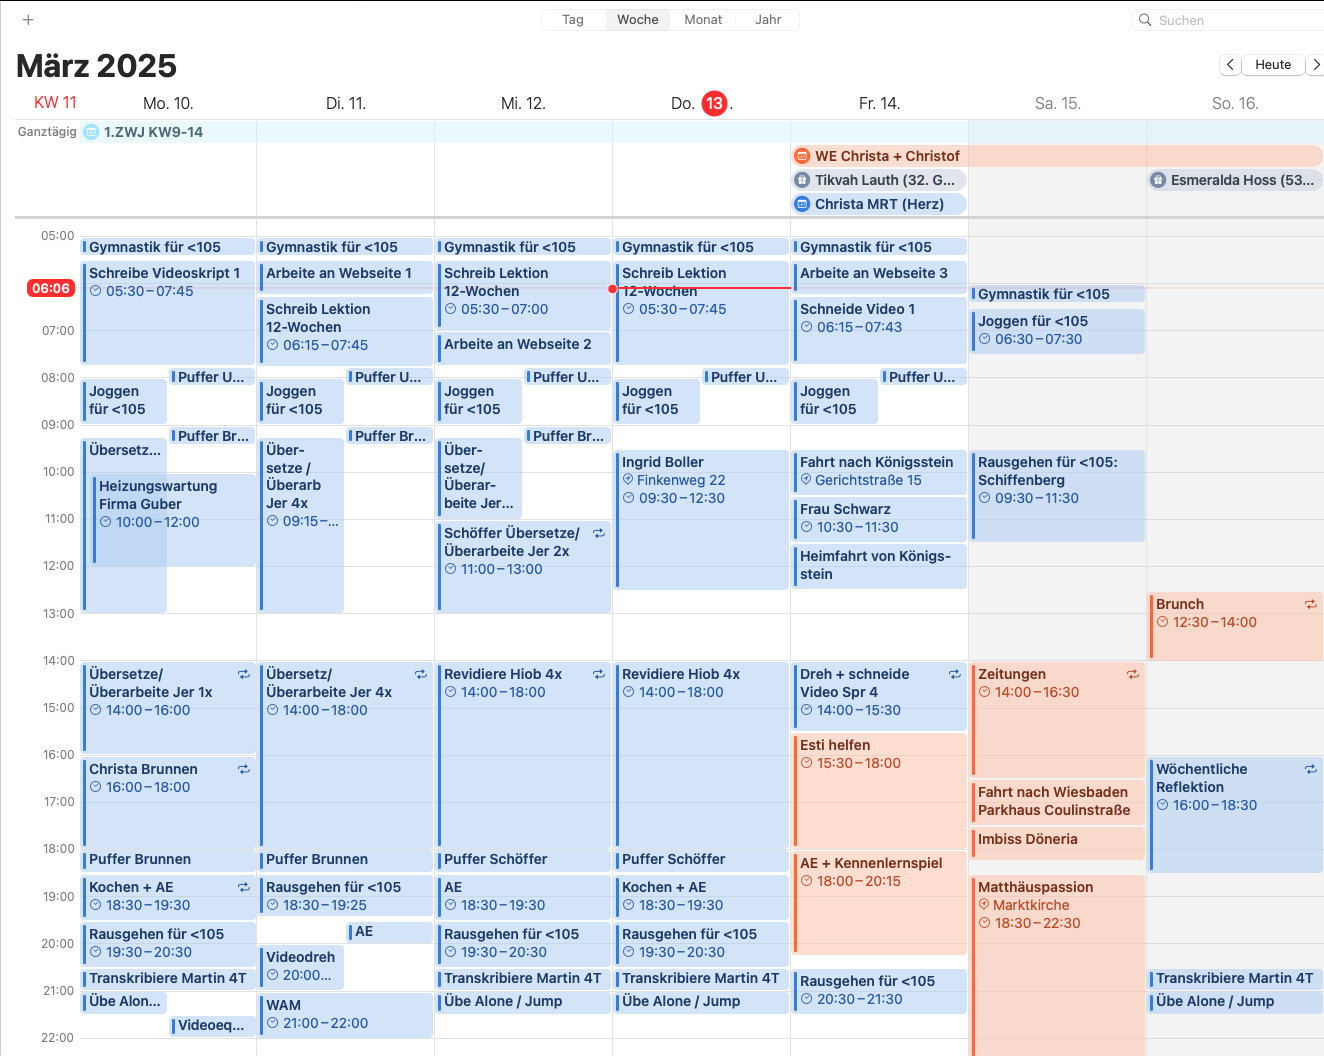 +
Tag
Woche
Monat
Jahr
Suchen
März 2025
Heute
KW 11
Mo. 10.
Di. 11.
Mi. 12.
Do. 13.
Fr. 14.
Sa. 15.
So. 16.
Ganztägig
1.ZWJ KW9-14
WE Christa + Christof
Tikvah Lauth (32. G...
Esmeralda Hoss (53...
Christa MRT (Herz)
05:00
06:06
07:00
08:00
09:00
10:00
11:00
12:00
13:00
14:00
15:00
16:00
17:00
18:00
19:00
20:00
21:00
22:00
Gymnastik für <105
Schreibe Videoskript 1
05:30–07:45
Puffer U...
Joggen
für <105
Puffer Br...
Übersetz...
Heizungswartung
Firma Guber
10:00–12:00
Übersetze/
Überarbeite Jer 1x
14:00–16:00
Christa Brunnen
16:00–18:00
Puffer Brunnen
Kochen + AE
18:30–19:30
Rausgehen für <105
19:30–20:30
Transkribiere Martin 4T
Übe Alon...
Videoeq...
Gymnastik für <105
Arbeite an Webseite 1
Schreib Lektion
12-Wochen
06:15–07:45
Puffer U...
Joggen
für <105
Puffer Br...
Über-
setze /
Überarb
Jer 4x
09:15–...
Übersetz/
Überarbeite Jer 4x
14:00–18:00
Puffer Brunnen
Rausgehen für <105
18:30–19:25
AE
Videodreh
20:00...
WAM
21:00–22:00
Gymnastik für <105
Schreib Lektion
12-Wochen
05:30–07:00
Arbeite an Webseite 2
Puffer U...
Joggen
für <105
Puffer Br...
Über-
setze/
Überar-
beite Jer...
Schöffer Übersetze/
Überarbeite Jer 2x
11:00–13:00
Revidiere Hiob 4x
14:00–18:00
Puffer Schöffer
AE
18:30–19:30
Rausgehen für <105
19:30–20:30
Transkribiere Martin 4T
Übe Alone / Jump
Gymnastik für <105
Schreib Lektion
12-Wochen
05:30–07:45
Puffer U...
Joggen
für <105
Ingrid Boller
Finkenweg 22
09:30–12:30
Revidiere Hiob 4x
14:00–18:00
Puffer Schöffer
Kochen + AE
18:30–19:30
Rausgehen für <105
19:30–20:30
Transkribiere Martin 4T
Übe Alone / Jump
Gymnastik für <105
Arbeite an Webseite 3
Schneide Video 1
06:15–07:43
Puffer U...
Joggen
für <105
Fahrt nach Königsstein
Gerichtstraße 15
Frau Schwarz
10:30–11:30
Heimfahrt von Königs-
stein
Dreh + schneide
Video Spr 4
14:00–15:30
Esti helfen
15:30–18:00
AE + Kennenlernspiel
18:00–20:15
Rausgehen für <105
20:30–21:30
Gymnastik für <105
Joggen für <105
06:30–07:30
Rausgehen für <105:
Schiffenberg
09:30–11:30
Zeitungen
14:00–16:30
Fahrt nach Wiesbaden
Parkhaus Coulinstraße
Imbiss Döneria
Matthäuspassion
Marktkirche
18:30–22:30
Brunch
12:30–14:00
Wöchentliche
Reflektion
16:00–18:30
Transkribiere Martin 4T
Übe Alone / Jump